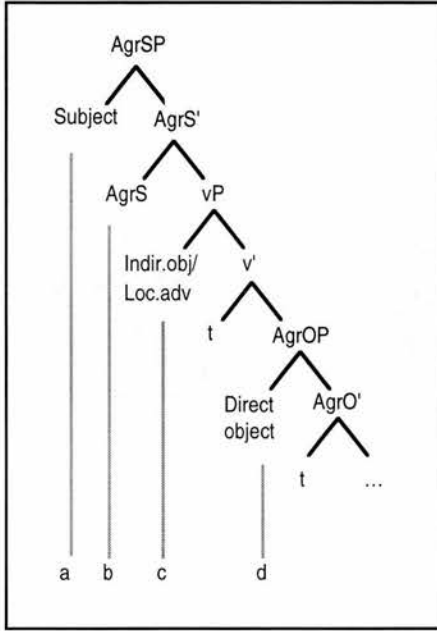 AgrSP
Subject AgrS'
AgrS vP
Indir.obj/ v'
Loc.adv
t AgrOP
Direct AgrO'
object
t ...
a b c d